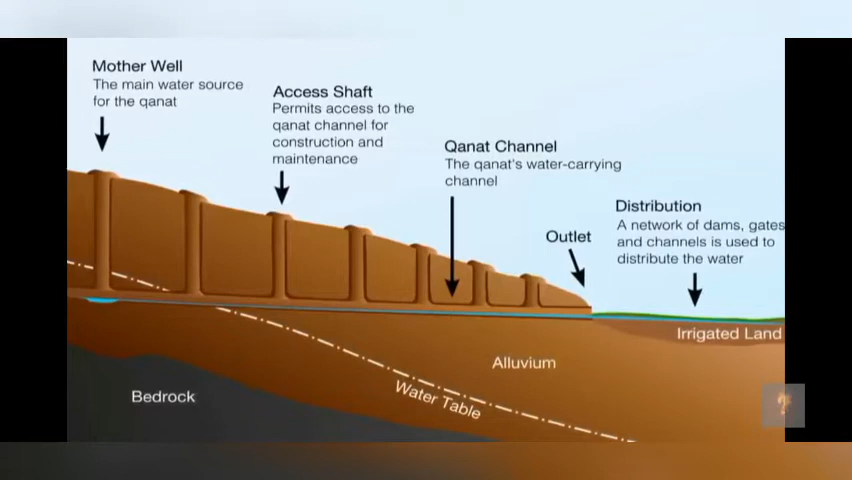 Mother Well
The main water source
for the qanat
Access Shaft
Permits access to the
qanat channel for
construction and
maintenance
Qanat Channel
The qanat's water-carrying
channel
Distribution
A network of dams, gates
and channels is used to
distribute the water
Outlet
Irrigated Land
Alluvium
Water Table
Bedrock